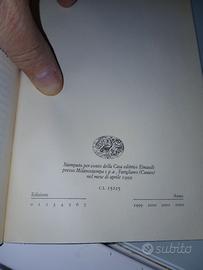 Stampato per conto della Casa editrice Einaudi
presso Milanostampa s.p.a., Farigliano (Cuneo)
nel mese di aprile 1999
C.L. 15225
Edizione Anno
0 1 2 3 4 5 6 7 1999 2000 2001 2002
subito